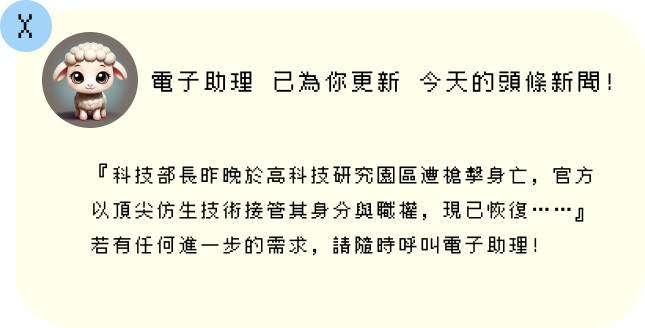 X
電子助理 已為你更新 今天的頭條新聞!
『科技部長昨晚於高科技研究園區遭槍擊身亡，官方
以頂尖仿生技術接管其身分與職權，現已恢復⋯⋯』
若有任何進一步的需求，請隨時呼叫電子助理!